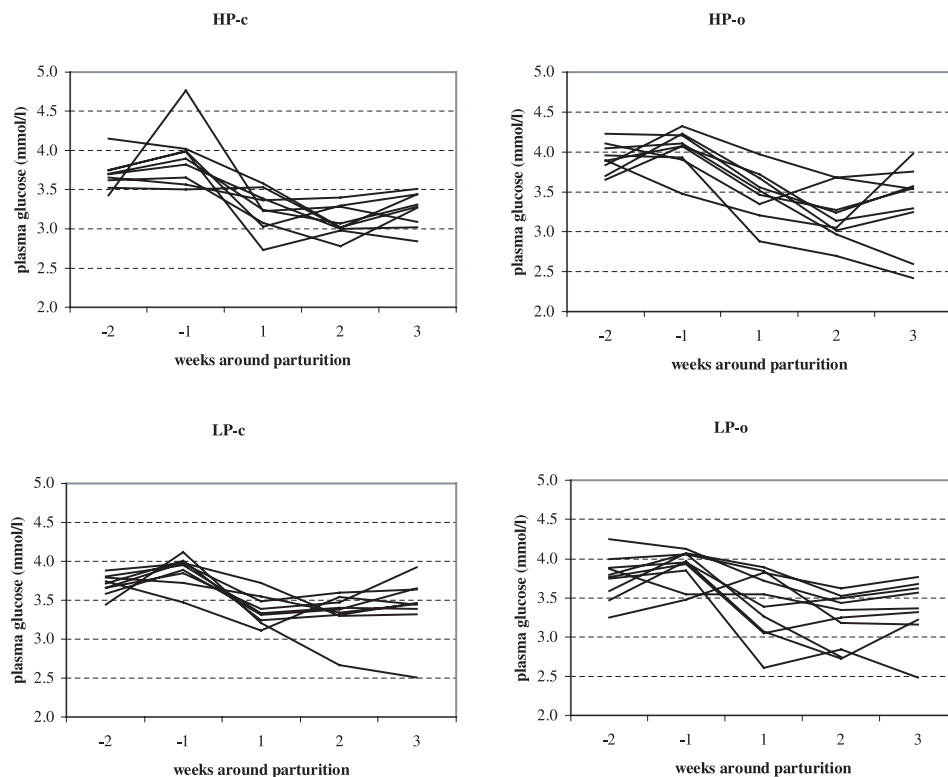 HP-c
5.0
4.5
4.0
3.5
3.0
2.5
2.0
plasma glucose (mmol/l)
-2 -1 1 2 3
weeks around parturition
HP-o
5.0
4.5
4.0
3.5
3.0
2.5
2.0
plasma glucose (mmol/l)
-2 -1 1 2 3
weeks around parturition
LP-c
5.0
4.5
4.0
3.5
3.0
2.5
2.0
plasma glucose (mmol/l)
-2 -1 1 2 3
weeks around parturition
LP-o
5.0
4.5
4.0
3.5
3.0
2.5
2.0
plasma glucose (mmol/l)
-2 -1 1 2 3
weeks around parturition